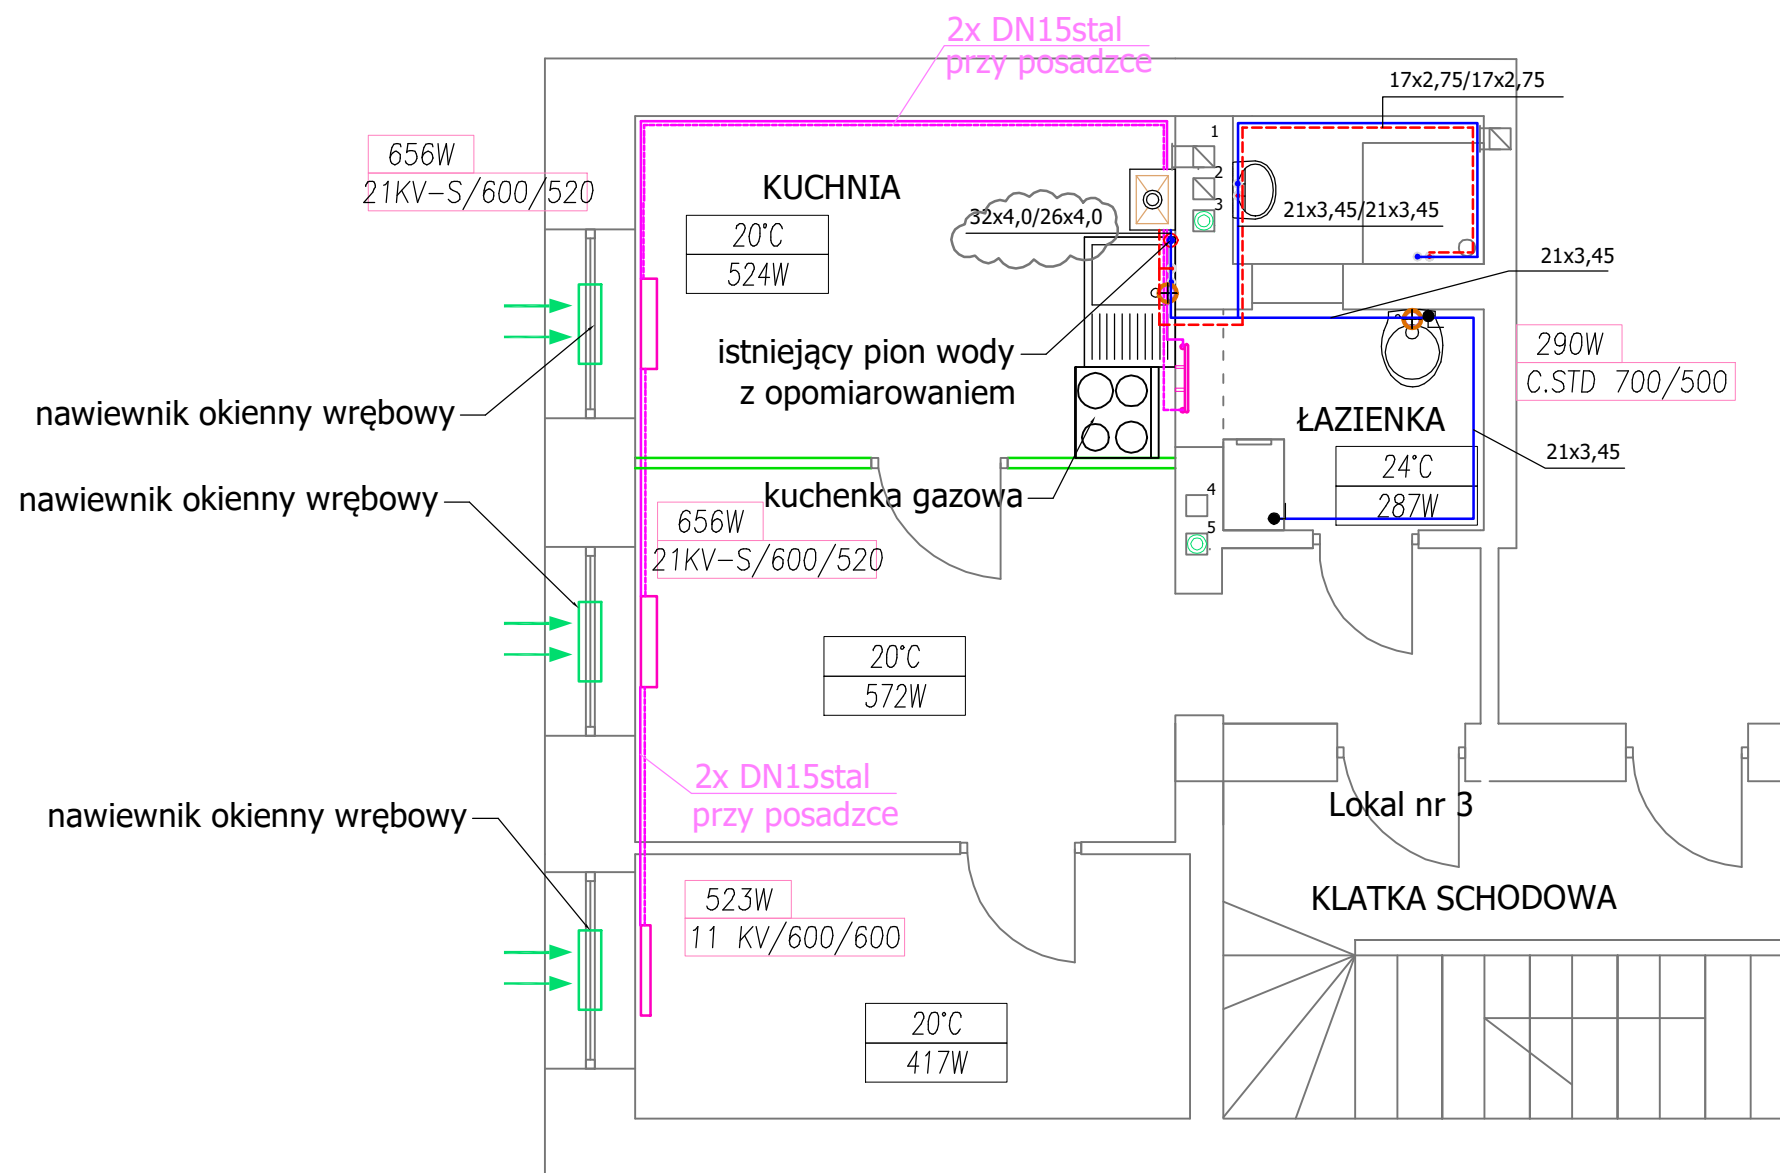 2x DN15stal
przy posadzce
17x2,75/17x2,75
656W
21KV-S/600/520
KUCHNIA
20°C
524W
1
2
3
32x4,0/26x4,0
21x3,45/21x3,45
21x3,45
290W
C.STD 700/500
istniejący pion wody
z opomiarowaniem
nawiewnik okienny wrębowy
ŁAZIENKA
24°C
287W
21x3,45
nawiewnik okienny wrębowy
kuchenka gazowa
4
5
656W
21KV-S/600/520
20°C
572W
2x DN15stal
przy posadzce
nawiewnik okienny wrębowy
Lokal nr 3
523W
11 KV/600/600
KLATKA SCHODOWA
20°C
417W